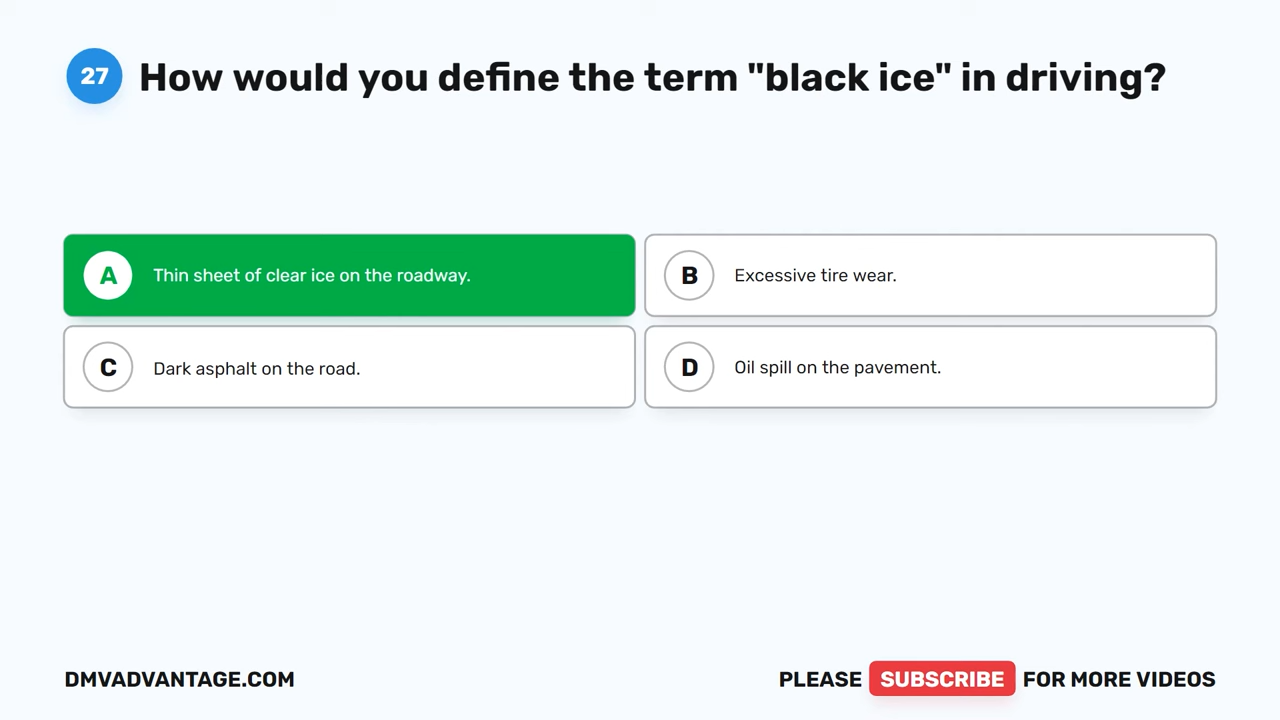 27 How would you define the term "black ice" in driving?
A Thin sheet of clear ice on the roadway.
B Excessive tire wear.
C Dark asphalt on the road.
D Oil spill on the pavement.
DMVADVANTAGE.COM
PLEASE SUBSCRIBE FOR MORE VIDEOS